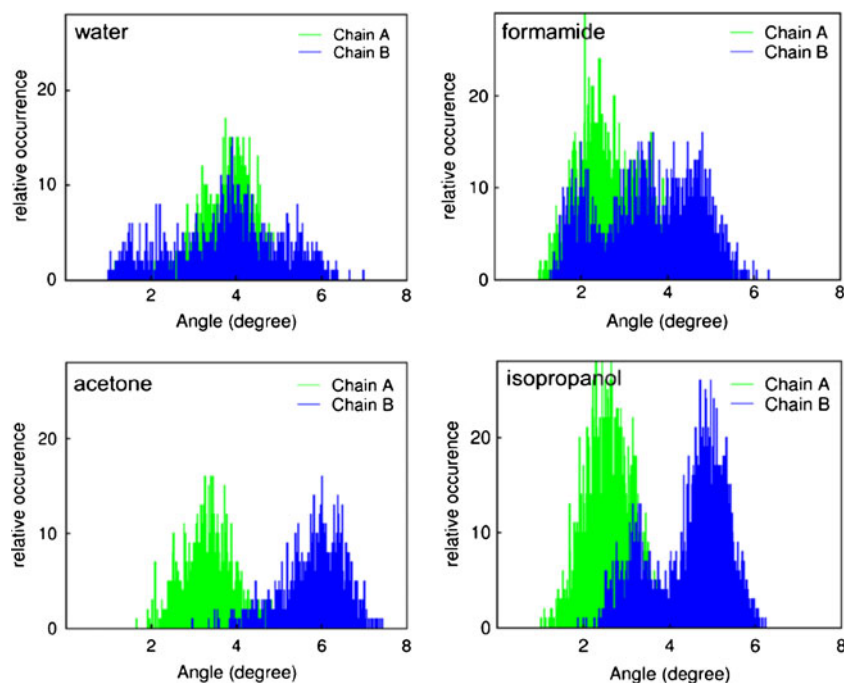 water
Chain A
Chain B
relative occurrence
20
10
0
2 4 6 8
Angle (degree)
formamide
Chain A
Chain B
relative occurence
20
10
0
2 4 6 8
Angle (degree)
acetone
Chain A
Chain B
relative occurence
20
10
0
2 4 6 8
Angle (degree)
isopropanol
Chain A
Chain B
relative occurence
20
10
0
2 4 6 8
Angle (degree)